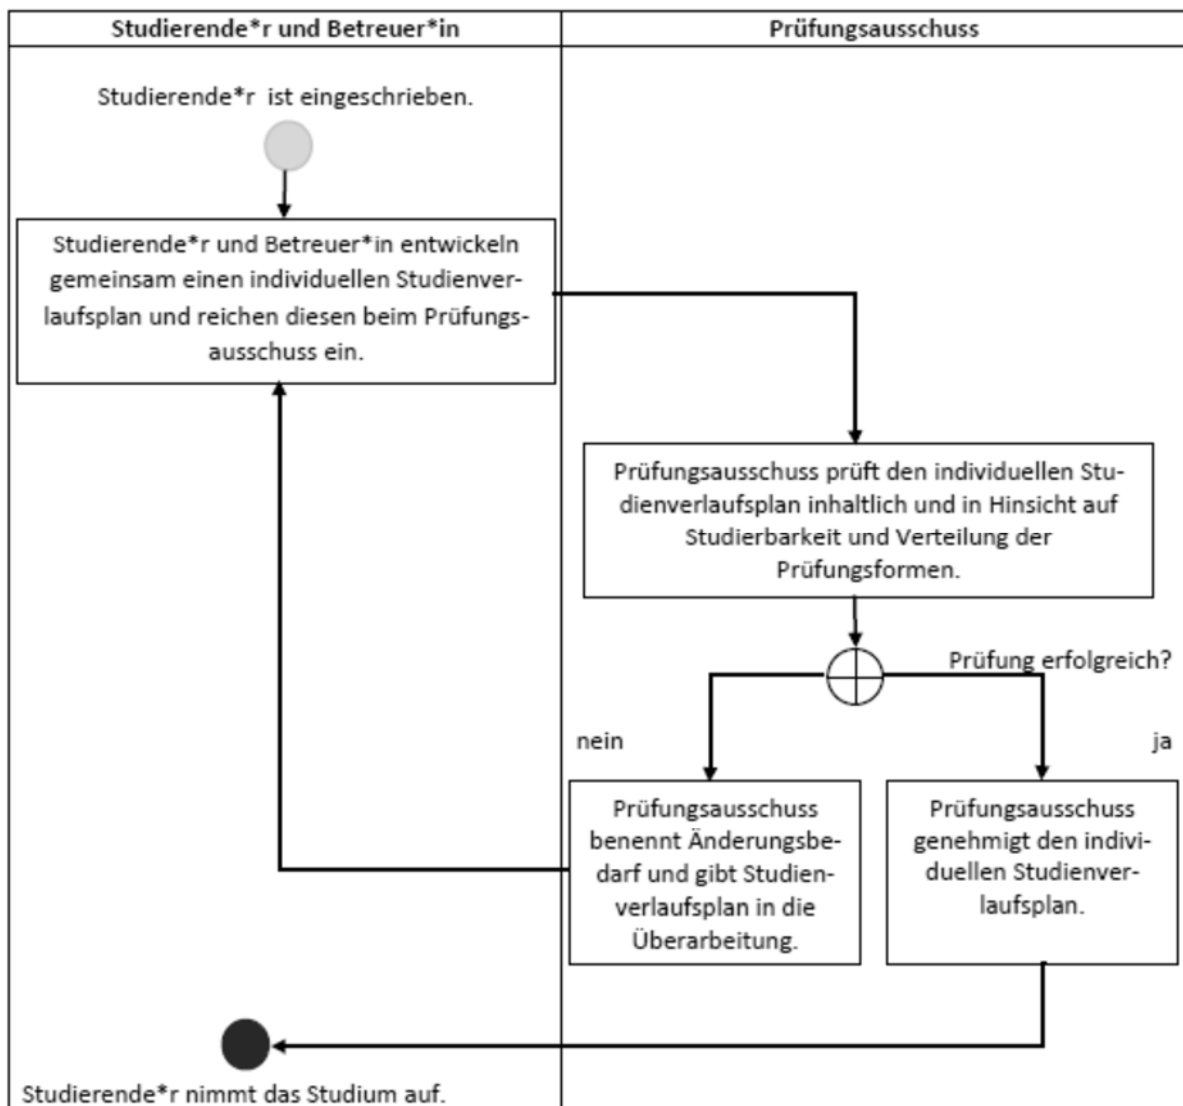 Studierende*r und Betreuer*in
Prüfungsausschuss
Studierende*r  ist eingeschrieben.
Studierende*r und Betreuer*in entwickeln
gemeinsam einen individuellen Studienver-
laufsplan und reichen diesen beim Prüfungs-
ausschuss ein.
Prüfungsausschuss prüft den individuellen Stu-
dienverlaufsplan inhaltlich und in Hinsicht auf
Studierbarkeit und Verteilung der
Prüfungsformen.
Prüfung erfolgreich?
nein
ja
Prüfungsausschuss
benennt Änderungsbe-
darf und gibt Studien-
verlaufsplan in die
Überarbeitung.
Prüfungsausschuss
genehmigt den indivi-
duellen Studienver-
laufsplan.
Studierende*r nimmt das Studium auf.